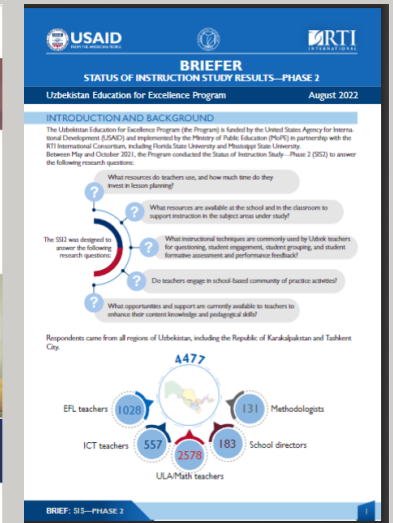 USAID
FROM THE AMERICAN PEOPLE
RTI
INTERNATIONAL
BRIEFER
STATUS OF INSTRUCTION STUDY RESULTS—PHASE 2
Uzbekistan Education for Excellence Program
August 2022
INTRODUCTION AND BACKGROUND
The Uzbekistan Education for Excellence Program (the Program) is funded by the United States Agency for Interna-
tional Development (USAID) and implemented by the Ministry of Public Education (MoPE) in partnership with the
RTI International Consortium, including Florida State University and Mississippi State University.
Between May and October 2021, the Program conducted the Status of Instruction Study—Phase 2 (SIS2) to answer
the following research questions:
What resources do teachers use, and how much time do they
invest in lesson planning?
?
What resources are available at the school and in the classroom to
support instruction in the subject areas under study?
?
The SSI2 was designed to
answer the following
research questions:
What instructional techniques are commonly used by Uzbek teachers
for questioning, student engagement, student grouping, and student
formative assessment and performance feedback?
?
Do teachers engage in school-based community of practice activities?
?
What opportunities and support are currently available to teachers to
enhance their content knowledge and pedagogical skills?
?
Respondents came from all regions of Uzbekistan, including the Republic of Karakalpakstan and Tashkent
City.
4477
EFL teachers
1028
131
Methodologists
ICT teachers
557
183
School directors
2578
ULA/Math teachers
BRIEF: SIS—PHASE 2
1